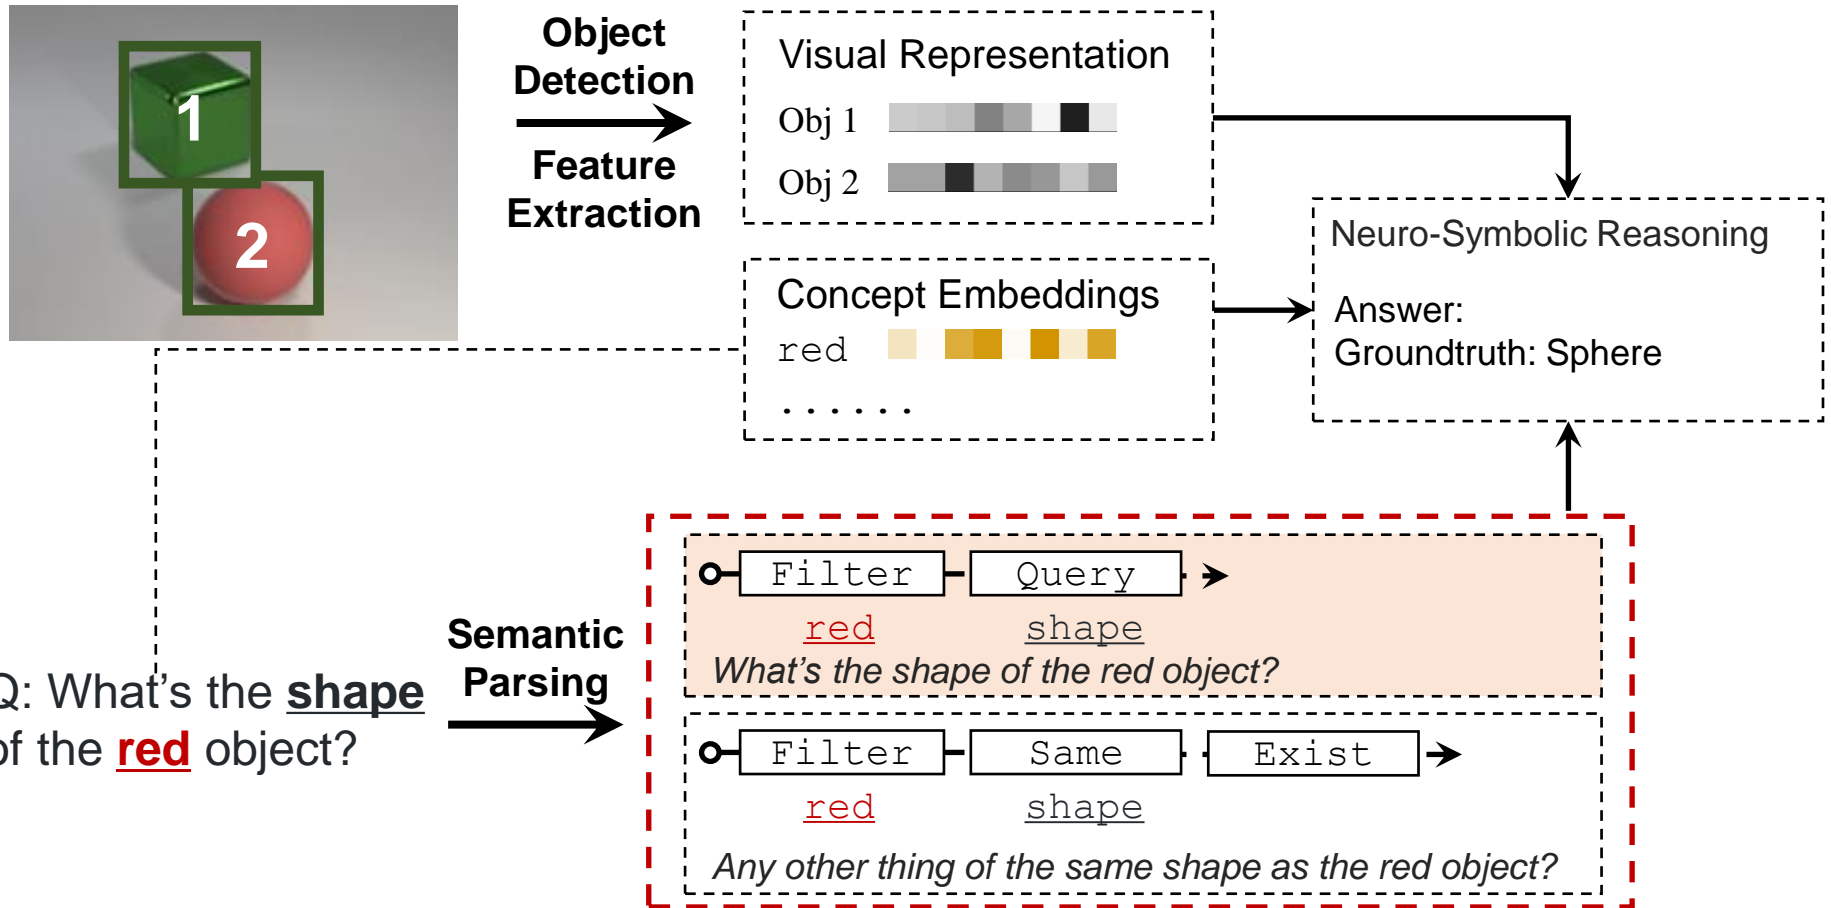 1
2
Object
Detection
Feature
Extraction
Visual Representation
Obj 1
Obj 2
Concept Embeddings
red
......
Neuro-Symbolic Reasoning
Answer:
Groundtruth: Sphere
Q: What's the shape
of the red object?
Semantic
Parsing
Filter Query
red shape
What's the shape of the red object?
Filter Same Exist
red shape
Any other thing of the same shape as the red object?